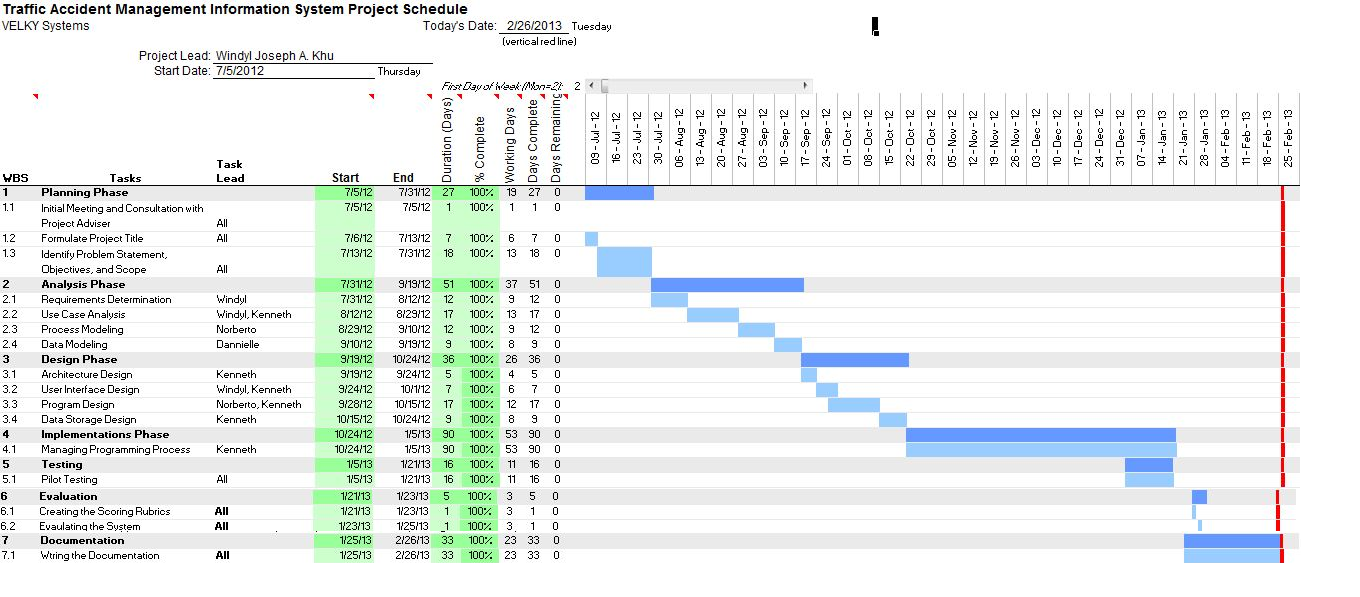 Traffic Accident Management Information System Project Schedule
VELKY Systems Today's Date: 2/26/2013 Tuesday
(vertical red line)
Project Lead: Windyl Joseph A. Khu
Start Date: 7/5/2012 Thursday
First Day of Week (Mon=2): 2
WBS Tasks Task Lead Start End Duration (Days) % Complete Working Days Days Complete Days Remaining 09 - Jul - 12 16 - Jul - 12 23 - Jul - 12 30 - Jul - 12 06 - Aug - 12 13 - Aug - 12 20 - Aug - 12 27 - Aug - 12 03 - Sep - 12 10 - Sep - 12 17 - Sep - 12 24 - Sep - 12 01 - Oct - 12 08 - Oct - 12 15 - Oct - 12 22 - Oct - 12 29 - Oct - 12 05 - Nov - 12 12 - Nov - 12 19 - Nov - 12 26 - Nov - 12 03 - Dec - 12 10 - Dec - 12 17 - Dec - 12 24 - Dec - 12 31 - Dec - 12 07 - Jan - 13 14 - Jan - 13 21 - Jan - 13 28 - Jan - 13 04 - Feb - 13 11 - Feb - 13 18 - Feb - 13 25 - Feb - 13
1 Planning Phase 7/5/12 7/31/12 27 100% 19 27 0
1.1 Initial Meeting and Consultation with 7/5/12 7/5/12 1 100% 1 1 0
Project Adviser All
1.2 Formulate Project Title All 7/6/12 7/13/12 7 100% 6 7 0
1.3 Identify Problem Statement, 7/13/12 7/31/12 18 100% 13 18 0
Objectives, and Scope All
2 Analysis Phase 7/31/12 9/19/12 51 100% 37 51 0
2.1 Requirements Determination Windyl 7/31/12 8/12/12 12 100% 9 12 0
2.2 Use Case Analysis Windyl, Kenneth 8/12/12 8/29/12 17 100% 13 17 0
2.3 Process Modeling Norberto 8/29/12 9/10/12 12 100% 9 12 0
2.4 Data Modeling Dannielle 9/10/12 9/19/12 9 100% 8 9 0
3 Design Phase 9/19/12 10/24/12 36 100% 26 36 0
3.1 Architecture Design Kenneth 9/19/12 9/24/12 5 100% 4 5 0
3.2 User Interface Design Windyl, Kenneth 9/24/12 10/1/12 7 100% 6 7 0
3.3 Program Design Norberto, Kenneth 9/28/12 10/15/12 17 100% 12 17 0
3.4 Data Storage Design Kenneth 10/15/12 10/24/12 9 100% 8 9 0
4 Implementations Phase 10/24/12 1/5/13 90 100% 53 90 0
4.1 Managing Programming Process Kenneth 10/24/12 1/5/13 90 100% 53 90 0
5 Testing 1/5/13 1/21/13 16 100% 11 16 0
5.1 Pilot Testing All 1/5/13 1/21/13 16 100% 11 16 0
6 Evaluation 1/21/13 1/23/13 5 100% 3 5 0
6.1 Creating the Scoring Rubrics All 1/21/13 1/23/13 1 100% 3 1 0
6.2 Evaulating the System All 1/23/13 1/25/13 1 100% 3 1 0
7 Documentation 1/25/13 2/26/13 33 100% 23 33 0
7.1 Wtring the Documentation All 1/25/13 2/26/13 33 100% 23 33 0